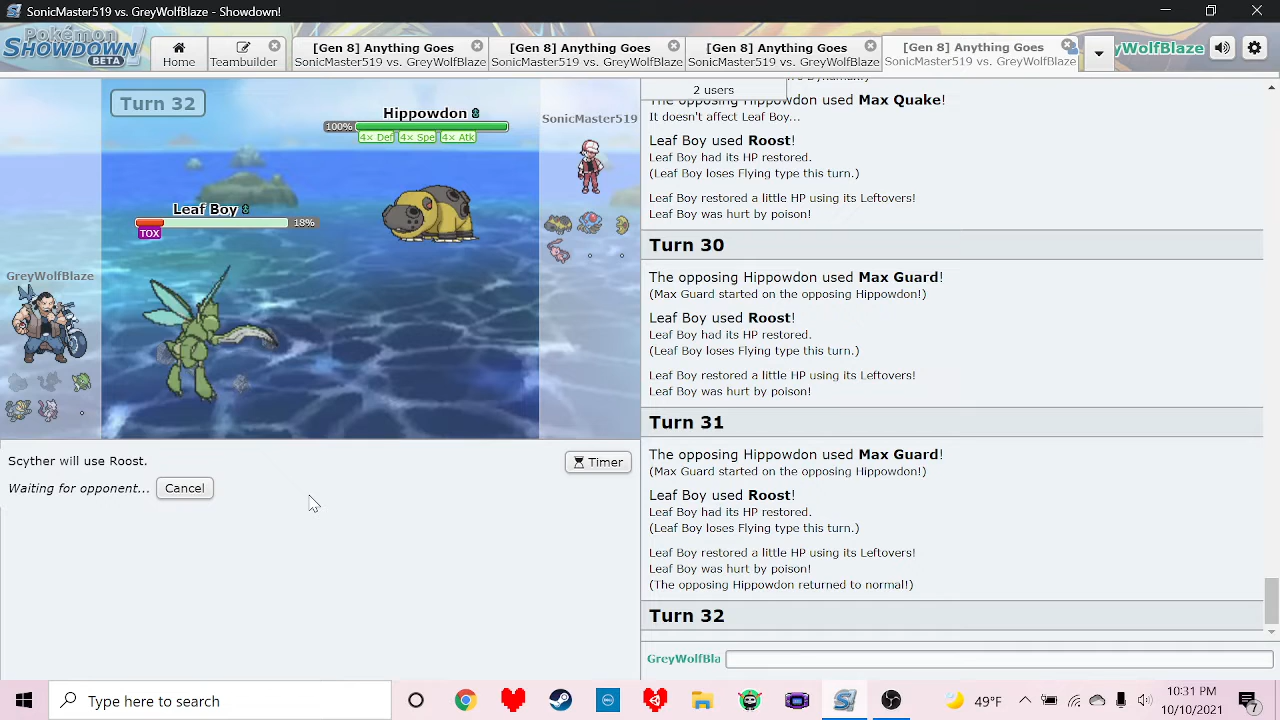 SonicMaster519 vs. GreyWolfBlaze - Showdown!
Pokémon
SHOWDOWN
BETA
Home
Teambuilder
[Gen 8] Anything Goes
SonicMaster519 vs. GreyWolfBlaze
[Gen 8] Anything Goes
SonicMaster519 vs. GreyWolfBlaze
[Gen 8] Anything Goes
SonicMaster519 vs. GreyWolfBlaze
[Gen 8] Anything Goes
SonicMaster519 vs. GreyWolfBlaze
yWolfBlaze
Turn 32
Hippowdon
100%
4× Def 4× Spe 4× Atk
SonicMaster519
Leaf Boy
18%
TOX
GreyWolfBlaze
Scyther will use Roost.
Timer
Waiting for opponent...
Cancel
2 users
The opposing Hippowdon used Max Quake!
It doesn't affect Leaf Boy...
Leaf Boy used Roost!
Leaf Boy had its HP restored.
(Leaf Boy loses Flying type this turn.)
Leaf Boy restored a little HP using its Leftovers!
Leaf Boy was hurt by poison!
Turn 30
The opposing Hippowdon used Max Guard!
(Max Guard started on the opposing Hippowdon!)
Leaf Boy used Roost!
Leaf Boy had its HP restored.
(Leaf Boy loses Flying type this turn.)
Leaf Boy restored a little HP using its Leftovers!
Leaf Boy was hurt by poison!
Turn 31
The opposing Hippowdon used Max Guard!
(Max Guard started on the opposing Hippowdon!)
Leaf Boy used Roost!
Leaf Boy had its HP restored.
(Leaf Boy loses Flying type this turn.)
Leaf Boy restored a little HP using its Leftovers!
Leaf Boy was hurt by poison!
(The opposing Hippowdon returned to normal!)
Turn 32
GreyWolfBla
Type here to search
DELL
49°F
10:31 PM
10/10/2021
7